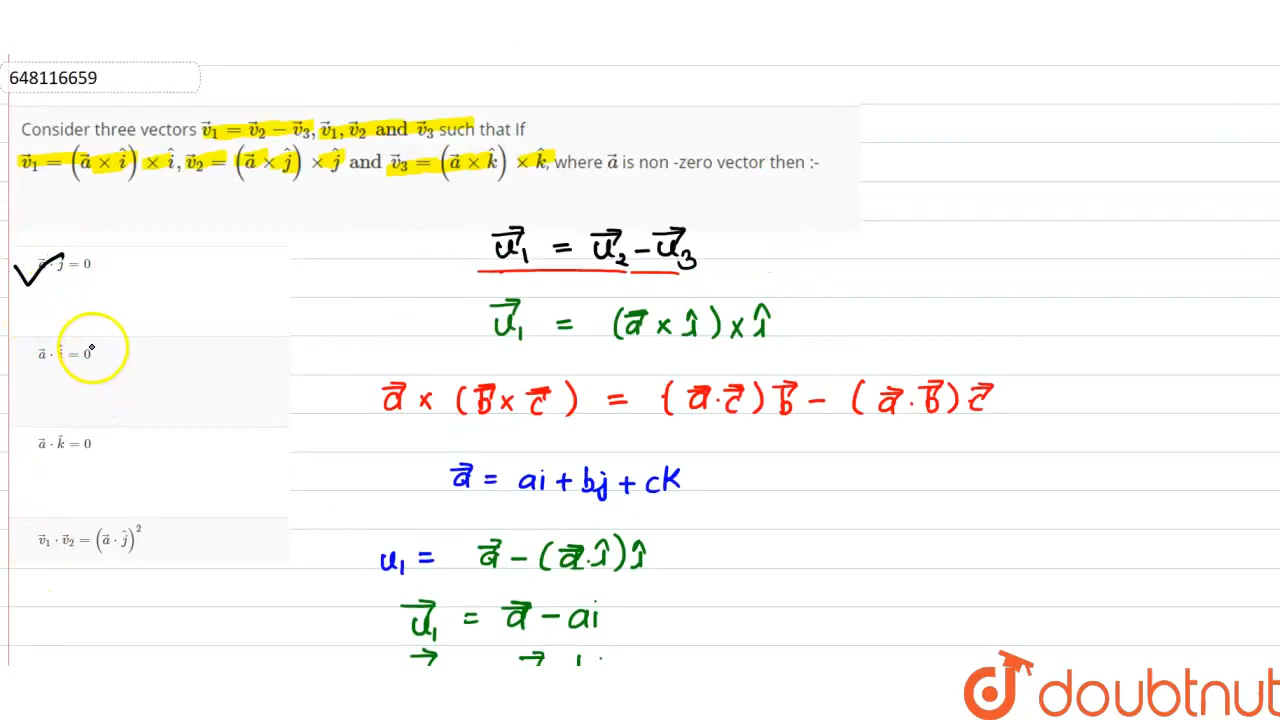 648116659
Consider three vectors v⃗₁ = v⃗₂ − v⃗₃, v⃗₁, v⃗₂ and v⃗₃ such that If
v⃗₁ = (a⃗ × î) × î, v⃗₂ = (a⃗ × ĵ) × ĵ and v⃗₃ = (a⃗ × k̂) × k̂, where a⃗ is non -zero vector then :-
u⃗₁ = u⃗₂ − u⃗₃
a⃗ · ĵ = 0
u⃗₁ = (a⃗ × î) × î
a⃗ · î = 0
a⃗ × (b⃗ × c⃗) = (a⃗·c⃗) b⃗ − (a⃗·b⃗) c⃗
a⃗ · k̂ = 0
a⃗ = ai + bj + ck
v⃗₁ · v⃗₂ = (a⃗ · ĵ)²
u₁ = a⃗ − (a⃗·î) î
u⃗₁ = a⃗ − ai
doubtnut